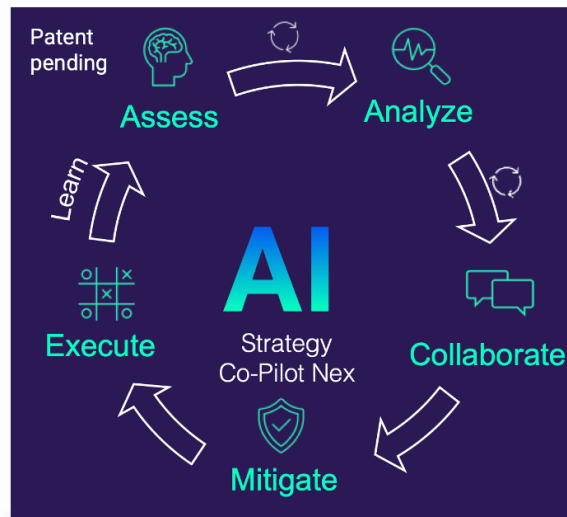 Patent
pending
Assess
Analyze
Learn
AI
Strategy
Co-Pilot Nex
Execute
Collaborate
Mitigate